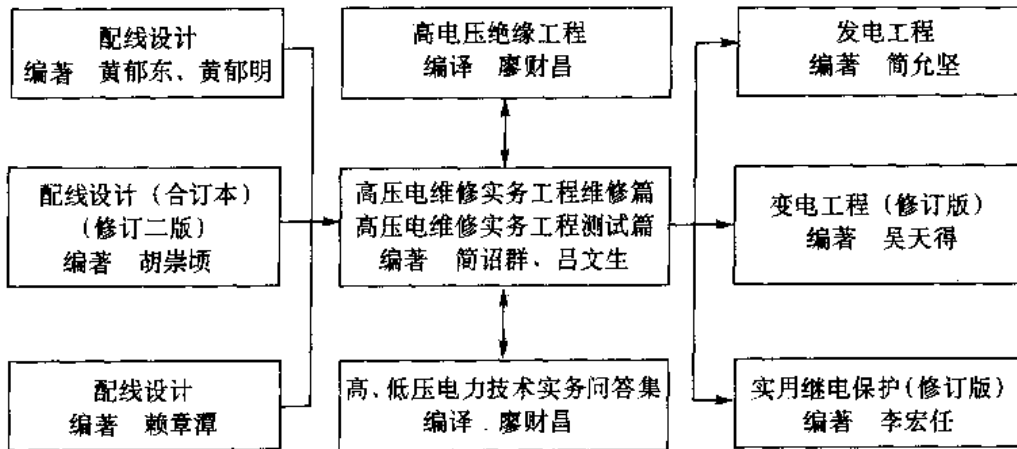 配线设计
编著 黄郁东、黄郁明
高电压绝缘工程
编译 廖财昌
发电工程
编著 简允坚
配线设计(合订本)
(修订二版)
编著 胡崇顷
高压电维修实务工程维修篇
高压电维修实务工程测试篇
编著 简诏群、吕文生
变电工程(修订版)
编著 吴天得
配线设计
编著 赖章潭
高、低压电力技术实务问答集
编译.廖财昌
实用继电保护(修订版)
编著 李宏任